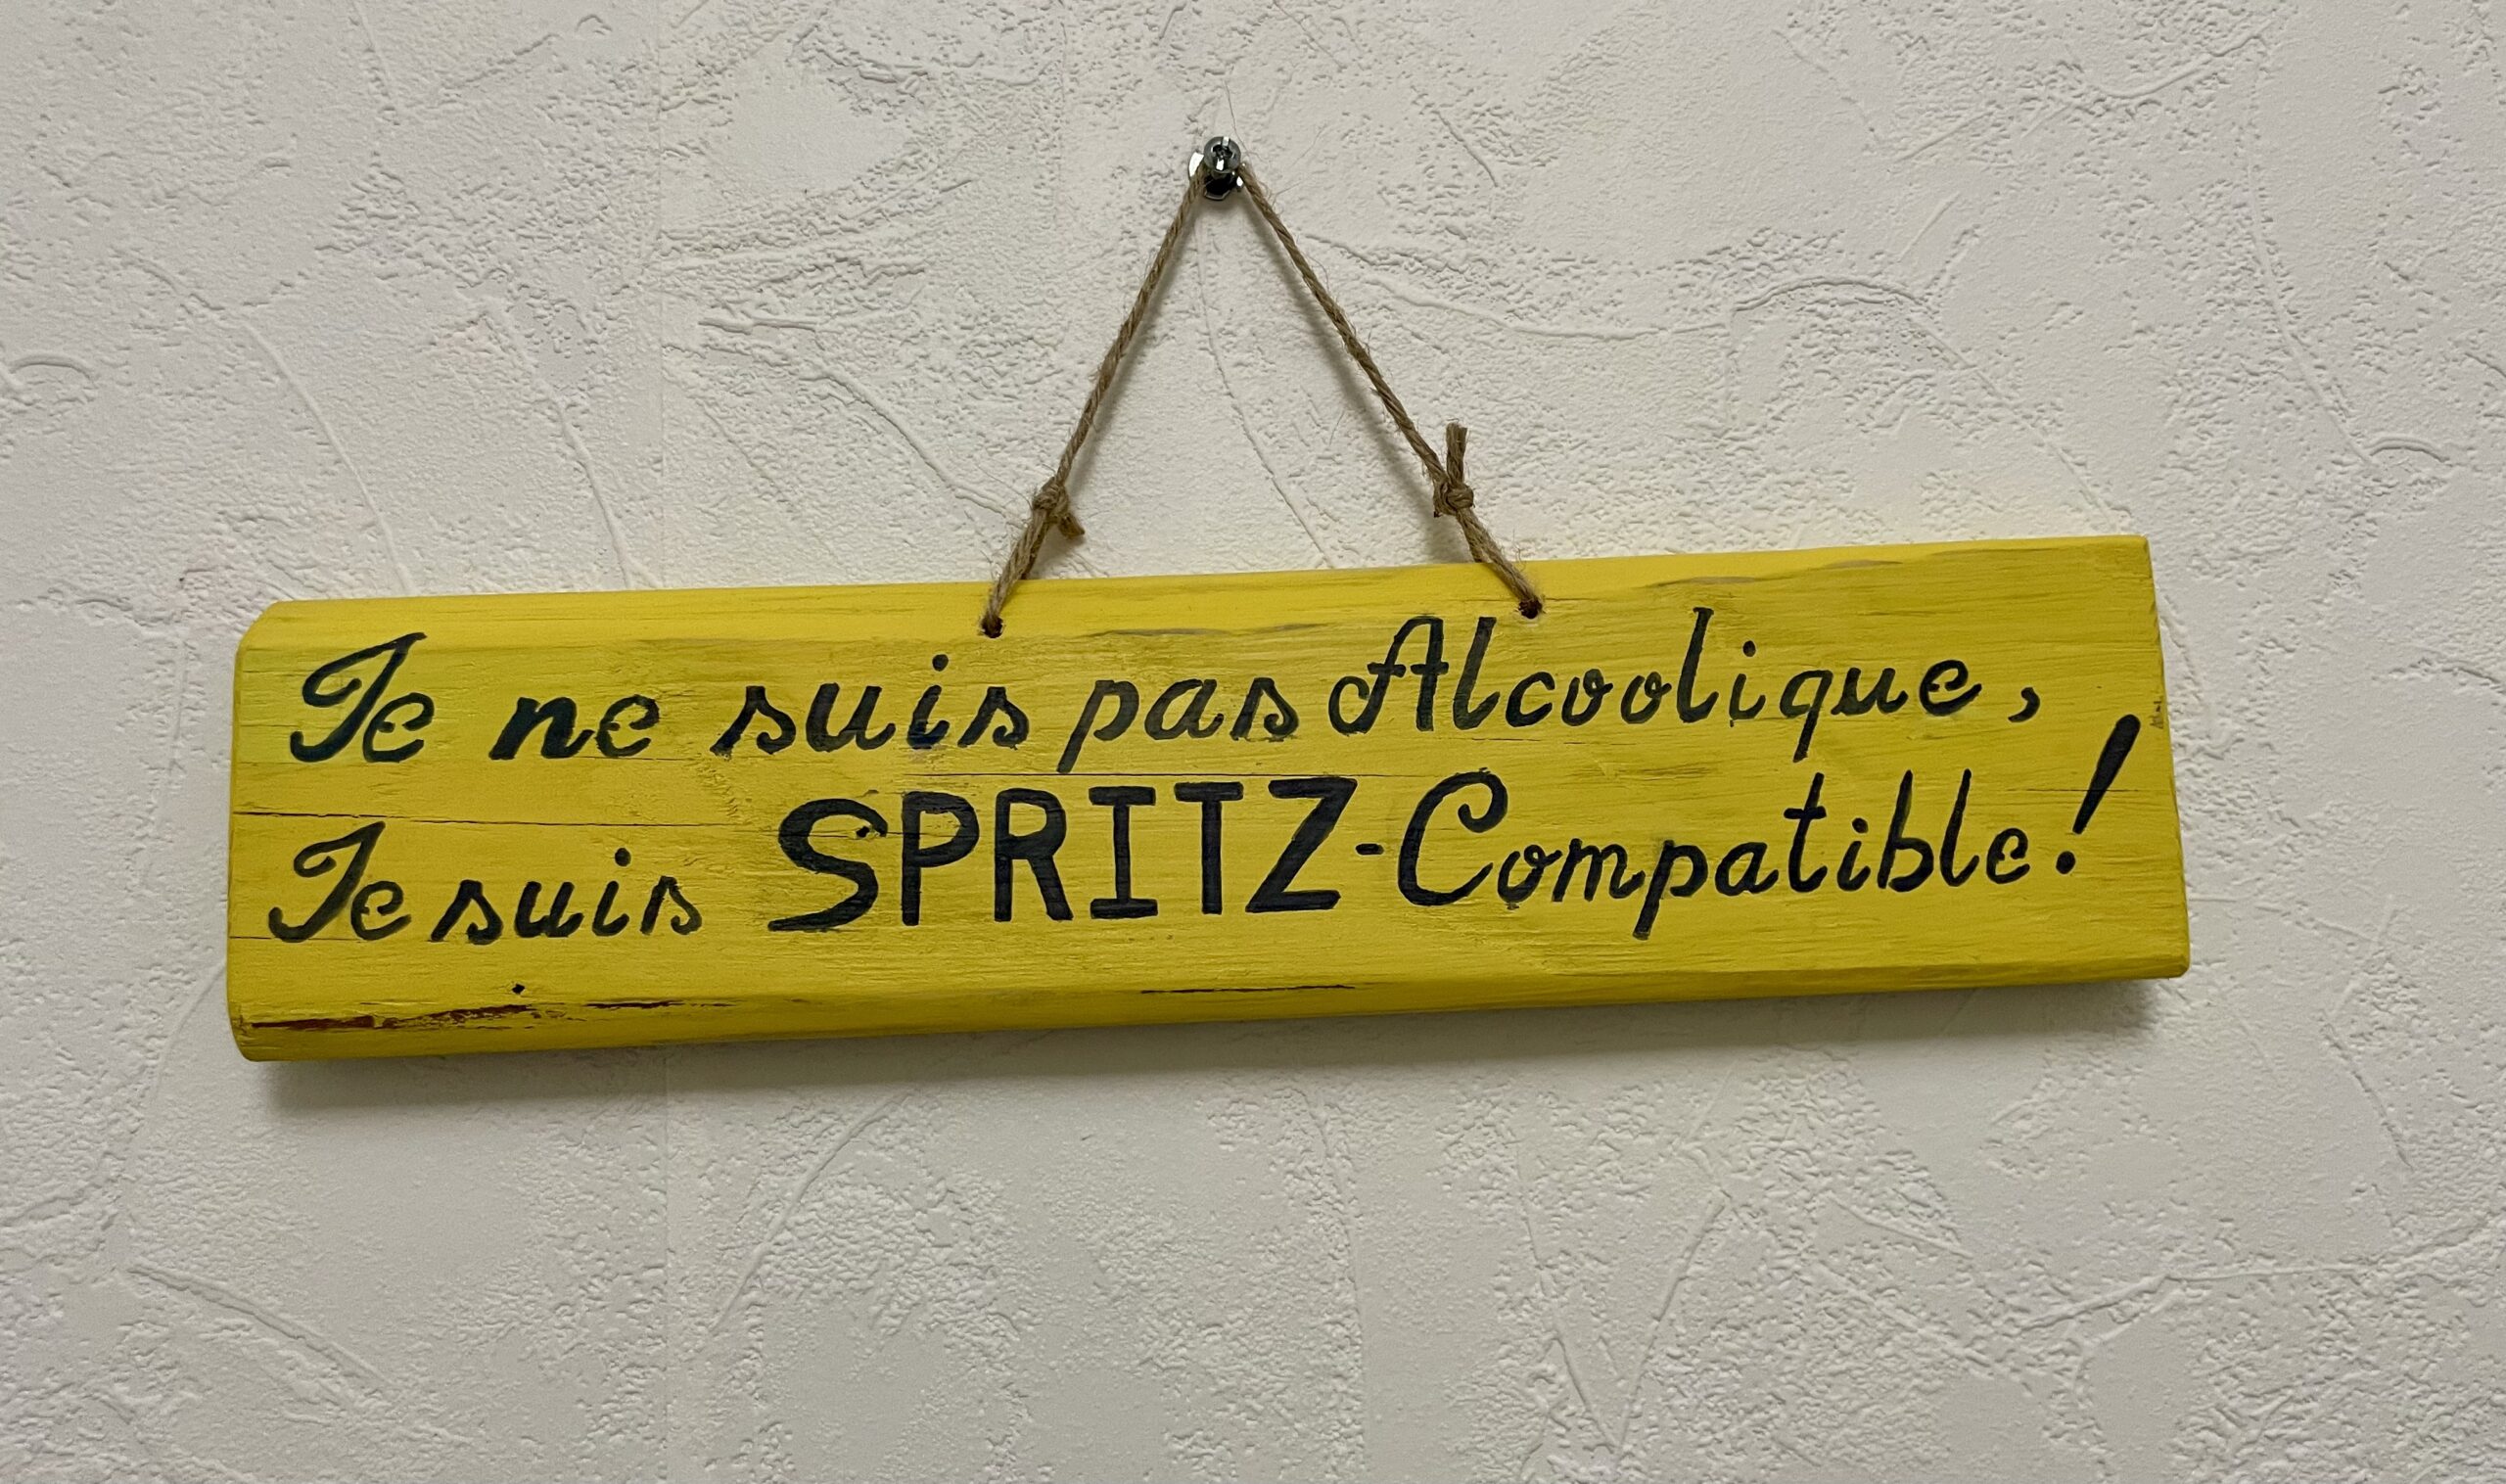 Je ne suis pas Alcoolique,
Je suis SPRITZ-Compatible!